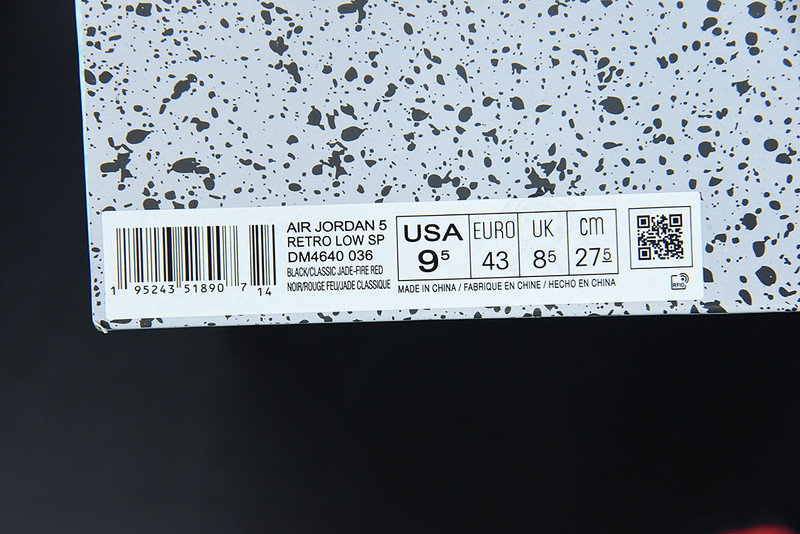 1 95243 51890 7 14
AIR JORDAN 5
RETRO LOW SP
DM4640 036
BLACK/CLASSIC JADE-FIRE RED
NOIR/ROUGE FEU/JADE CLASSIQUE
USA EURO UK cm
9⁵ 43 8⁵ 27⁵
MADE IN CHINA / FABRIQUE EN CHINE / HECHO EN CHINA
RFID